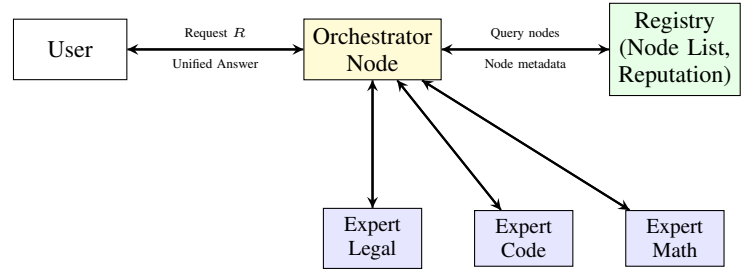 User
Request R
Unified Answer
Orchestrator
Node
Query nodes
Node metadata
Registry
(Node List,
Reputation)
Expert
Legal
Expert
Code
Expert
Math